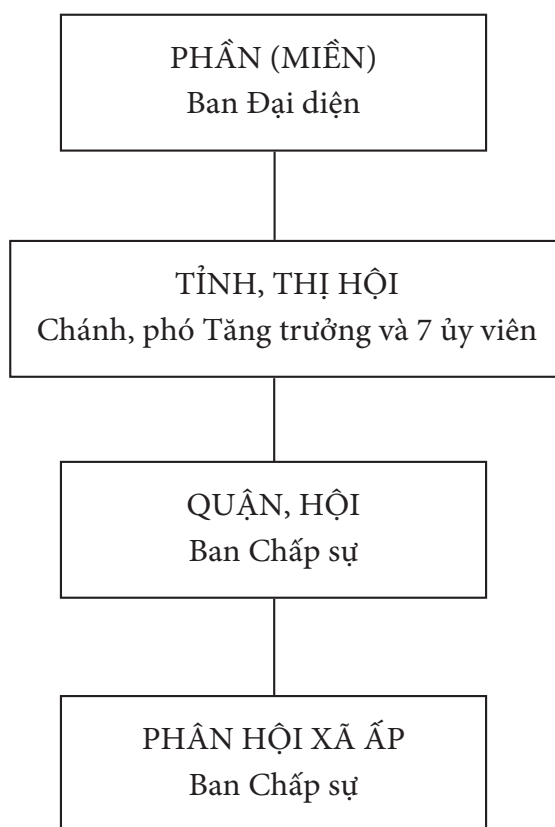 PHẦN (MIỀN)
Ban Đại diện
TỈNH, THỊ HỘI
Chánh, phó Tăng trưởng và 7 ủy viên
QUẬN, HỘI
Ban Chấp sự
PHÂN HỘI XÃ ẤP
Ban Chấp sự